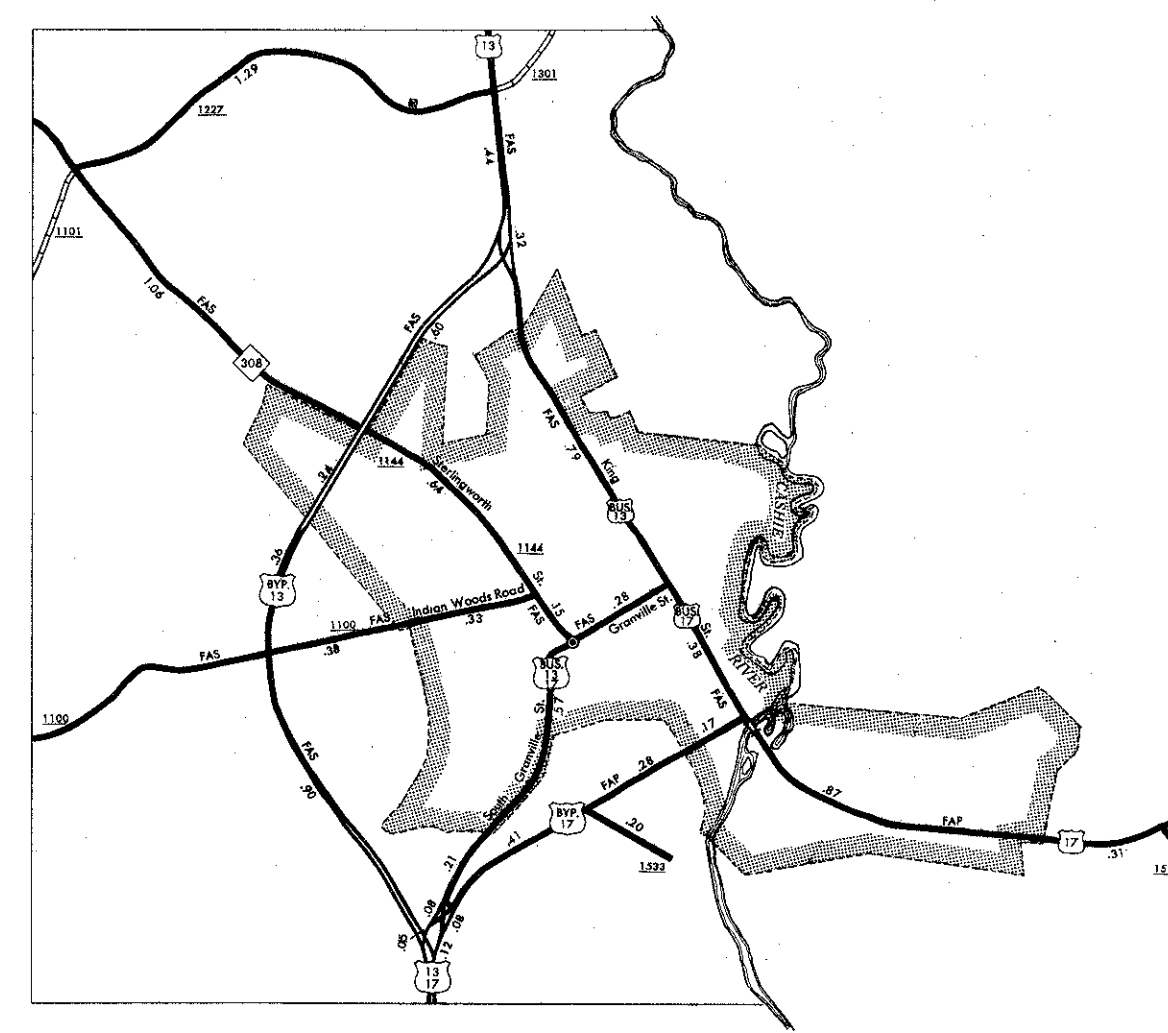 13
1301
1.29
1227
FAS
.44
1101
.32
1.06
FAS
FAS
.60
308
FAS
.79
King
1144
Sterlingworth
.64
BUS.
13
CASHIE
.36
1144
St.
BYP.
13
Indian Woods Road
.15
FAS
.28
FAS
Granville St.
BUS.
17
St.
.38
1100
FAS
.33
.38
FAS
BUS.
13
RIVER
.57
St.
FAS
1100
.17
FAS
.90
South Granville
.28
FAP
.87
BYP.
17
.20
FAP
.41
17
.31
1533
15
.21
.08
.08
.05
.12
13
17